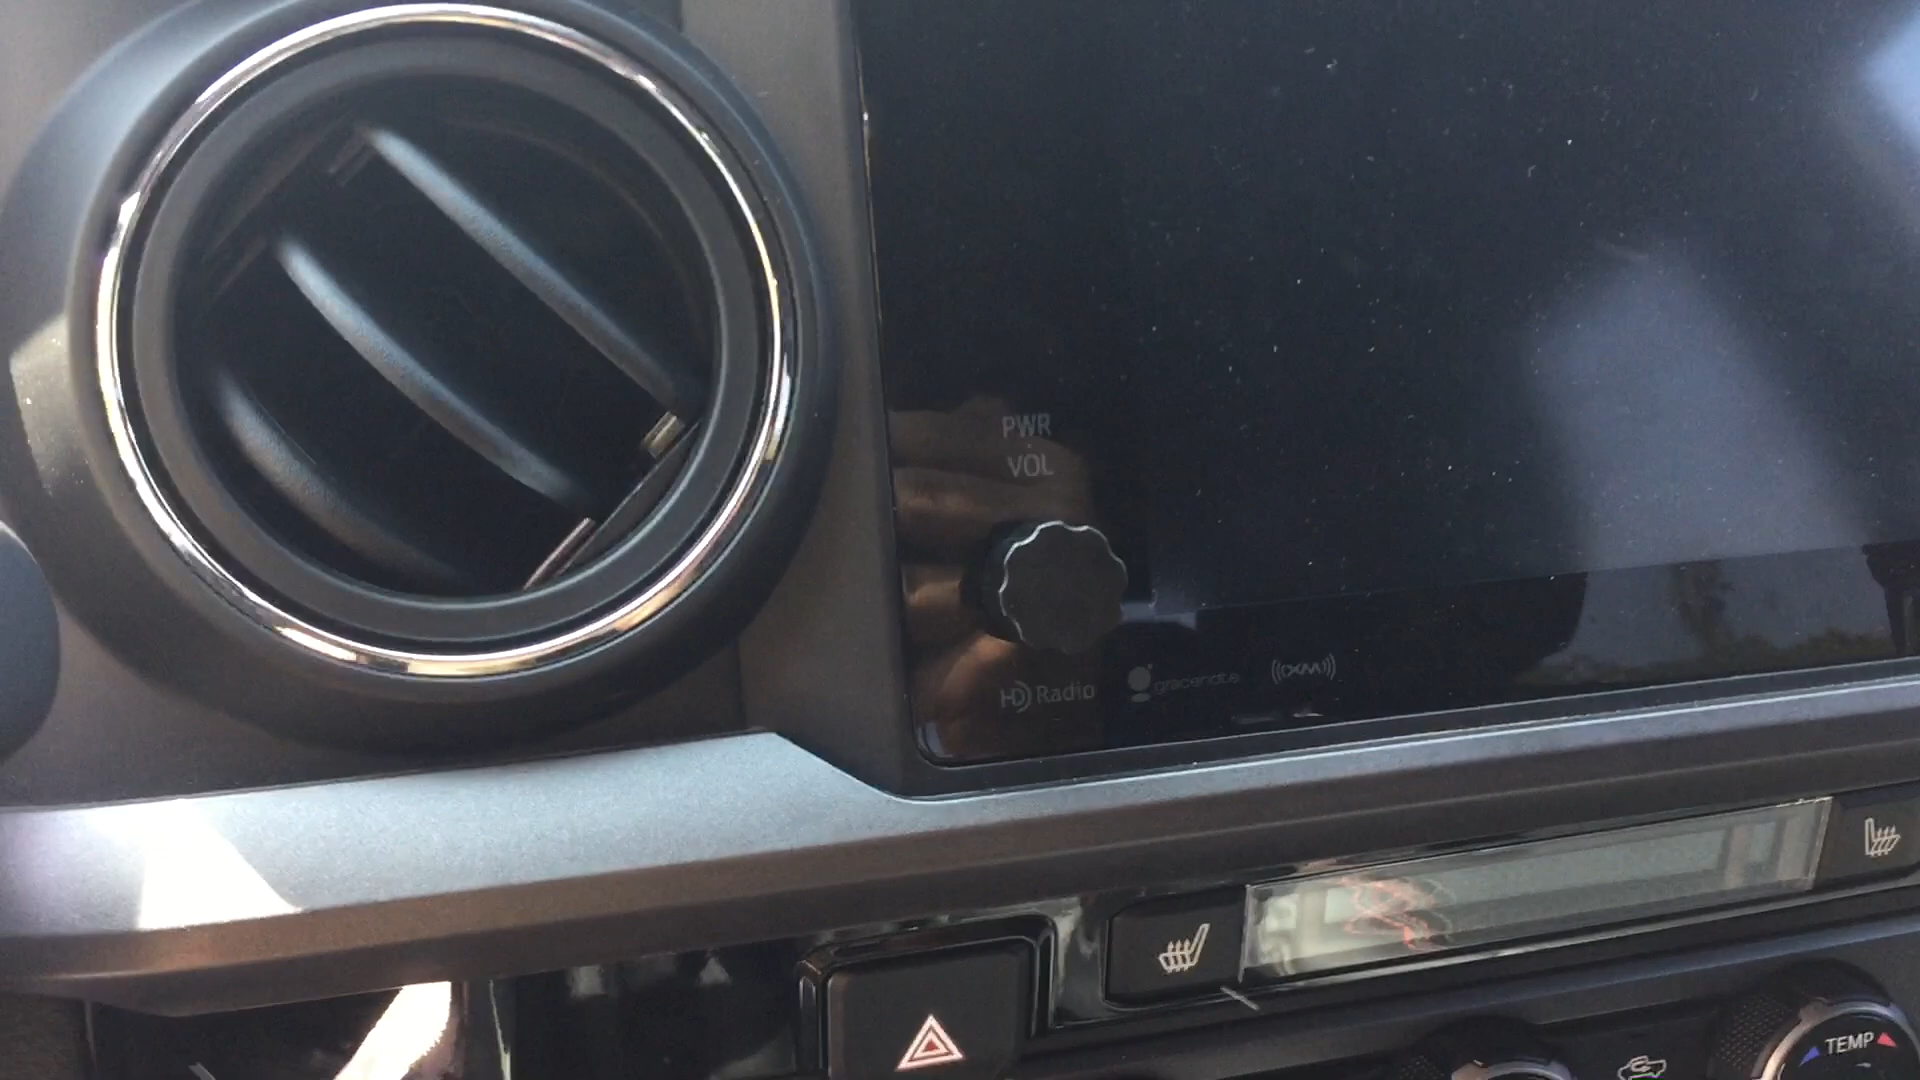 PWR
VOL
HD Radio
gracenote
((XM))
TEMP